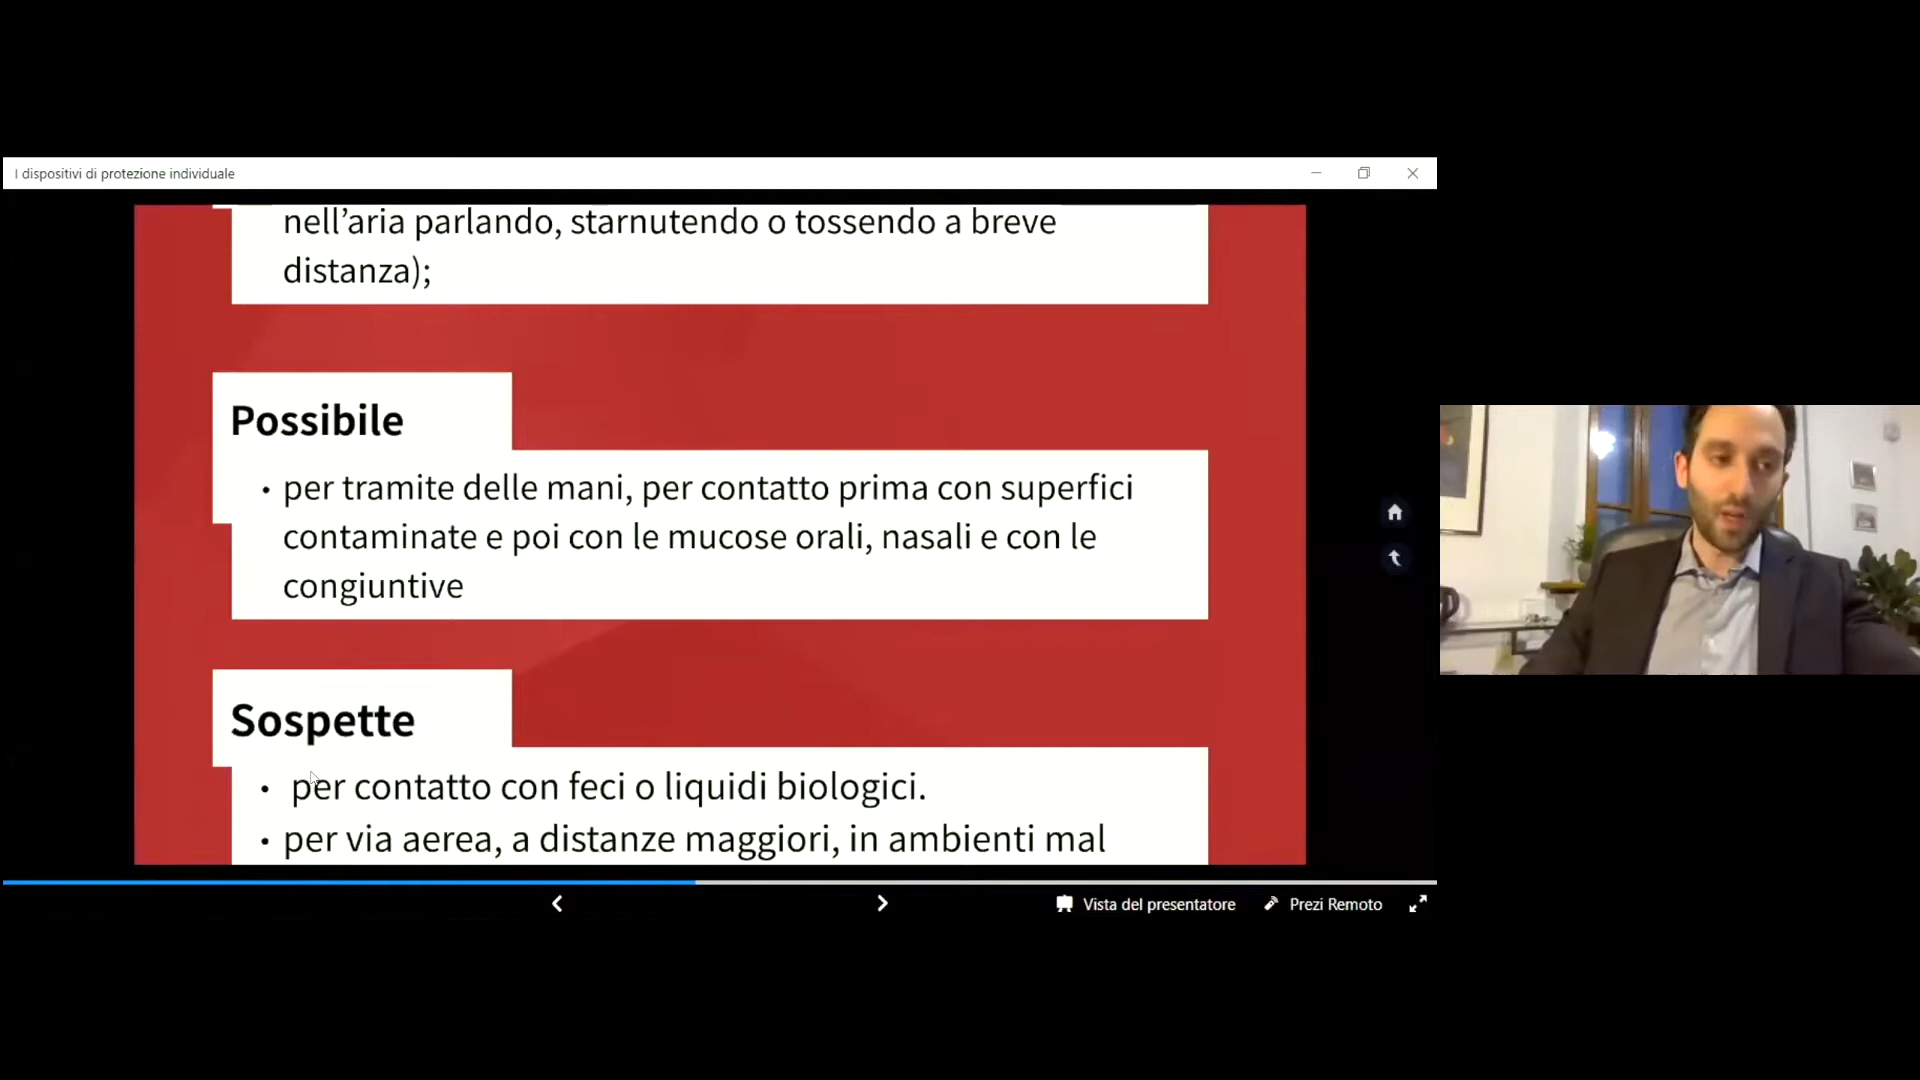 I dispositivi di protezione individuale
nell’aria parlando, starnutendo o tossendo a breve
distanza);
Possibile
• per tramite delle mani, per contatto prima con superfici
contaminate e poi con le mucose orali, nasali e con le
congiuntive
Sospette
• per contatto con feci o liquidi biologici.
• per via aerea, a distanze maggiori, in ambienti mal
Vista del presentatore
Prezi Remoto